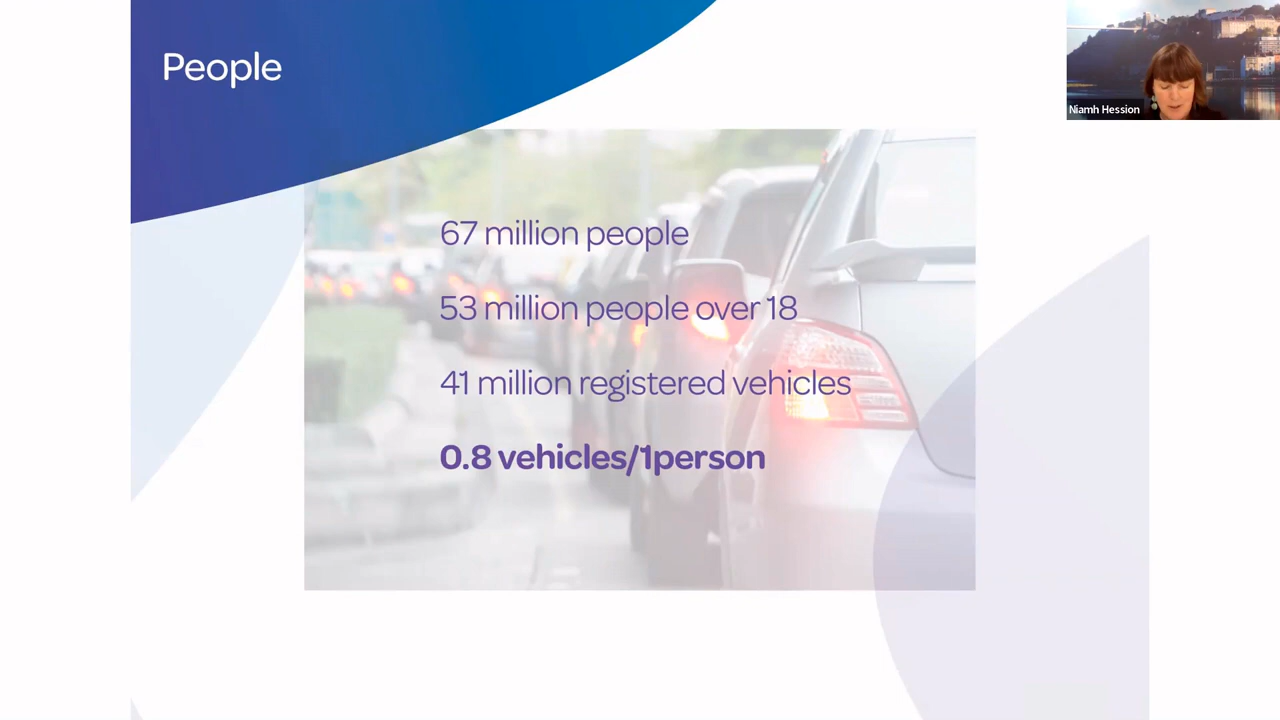 People
Niamh Hession
67 million people
53 million people over 18
41 million registered vehicles
0.8 vehicles/1person